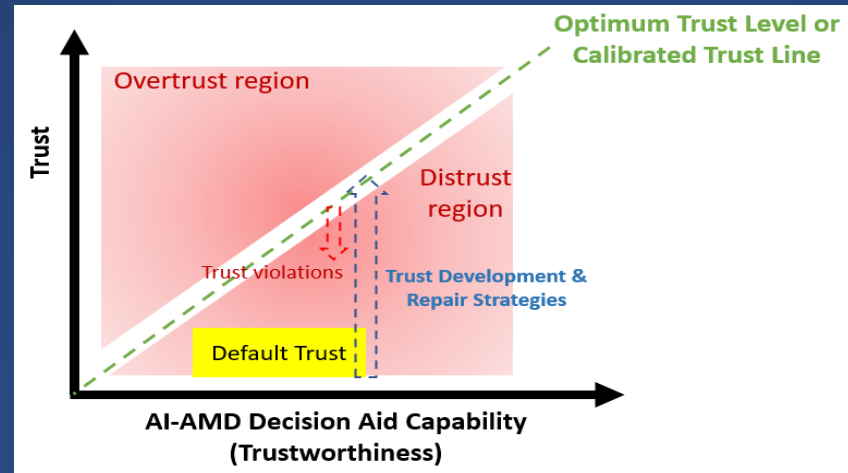 Optimum Trust Level or
Calibrated Trust Line
Overtrust region
Trust
Distrust
region
Trust violations
Trust Development &
Repair Strategies
Default Trust
AI-AMD Decision Aid Capability
(Trustworthiness)